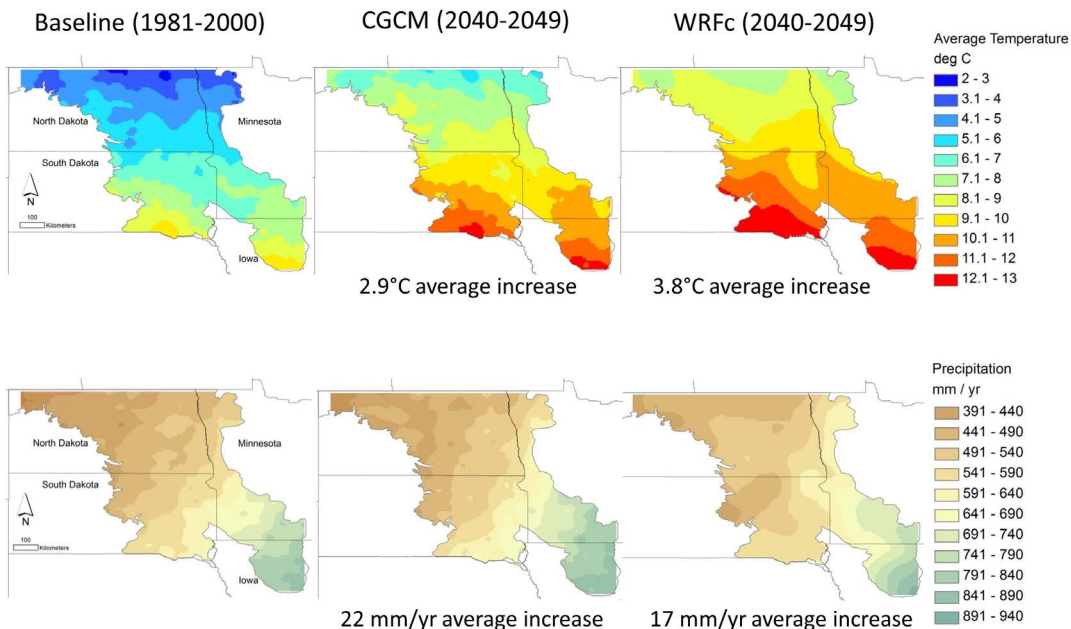 Baseline (1981-2000)
CGCM (2040-2049)
WRFc (2040-2049)
North Dakota
Minnesota
South Dakota
N
100
Kilometers
Iowa
2.9°C average increase
3.8°C average increase
Average Temperature
deg C
2 - 3
3.1 - 4
4.1 - 5
5.1 - 6
6.1 - 7
7.1 - 8
8.1 - 9
9.1 - 10
10.1 - 11
11.1 - 12
12.1 - 13
North Dakota
Minnesota
South Dakota
N
100
Kilometers
Iowa
22 mm/yr average increase
17 mm/yr average increase
Precipitation
mm / yr
391 - 440
441 - 490
491 - 540
541 - 590
591 - 640
641 - 690
691 - 740
741 - 790
791 - 840
841 - 890
891 - 940